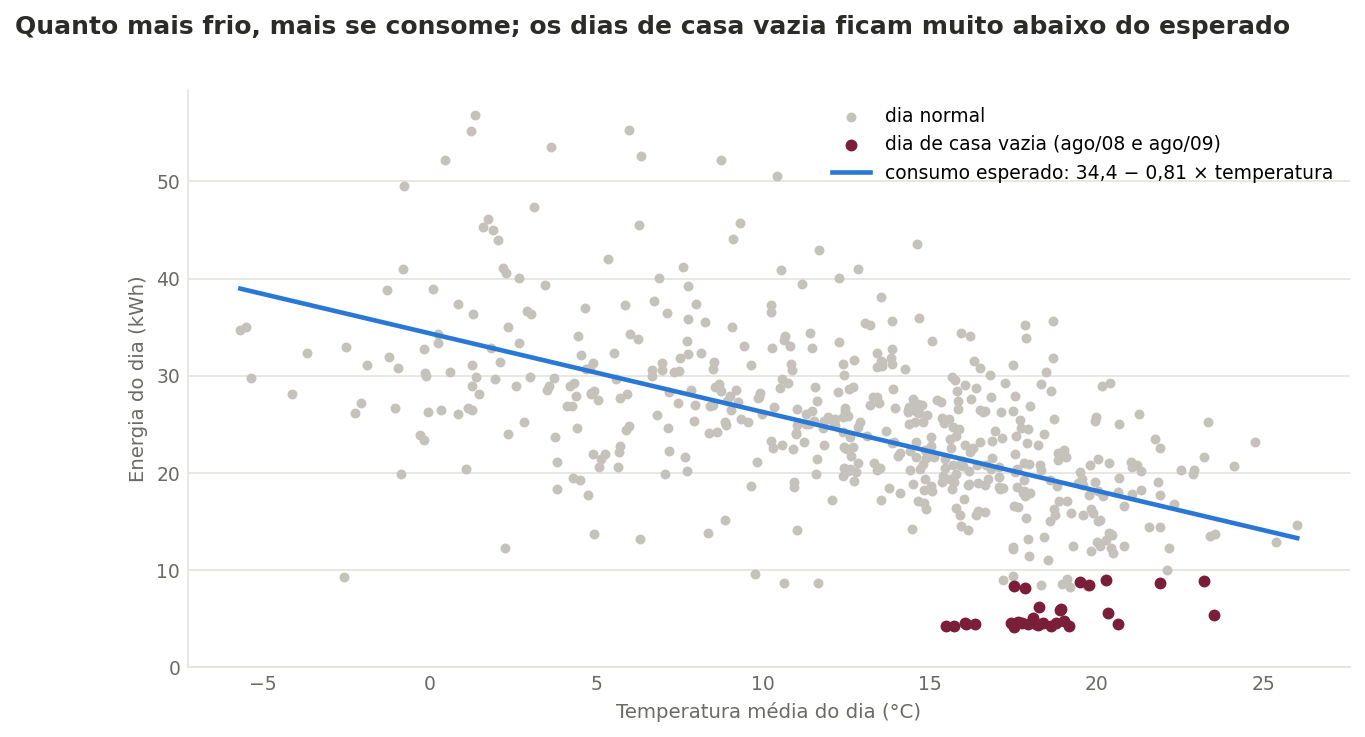 Quanto mais frio, mais se consome; os dias de casa vazia ficam muito abaixo do esperado
dia normal
dia de casa vazia (ago/08 e ago/09)
consumo esperado: 34,4 − 0,81 × temperatura
Energia do dia (kWh)
50
40
30
20
10
0
−5
0
5
10
15
20
25
Temperatura média do dia (°C)